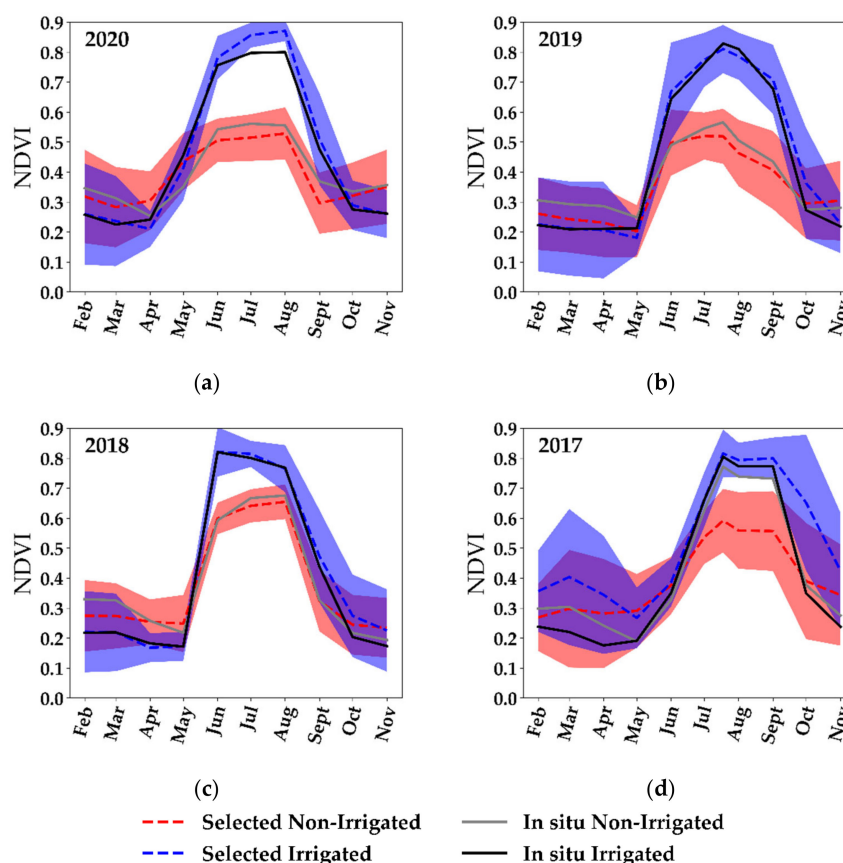 2020
NDVI
0.9
0.8
0.7
0.6
0.5
0.4
0.3
0.2
0.1
0.0
Feb
Mar
Apr
May
Jun
Jul
Aug
Sept
Oct
Nov
(a)
2019
NDVI
0.9
0.8
0.7
0.6
0.5
0.4
0.3
0.2
0.1
0.0
Feb
Mar
Apr
May
Jun
Jul
Aug
Sept
Oct
Nov
(b)
2018
NDVI
0.9
0.8
0.7
0.6
0.5
0.4
0.3
0.2
0.1
0.0
Feb
Mar
Apr
May
Jun
Jul
Aug
Sept
Oct
Nov
(c)
2017
NDVI
0.9
0.8
0.7
0.6
0.5
0.4
0.3
0.2
0.1
0.0
Feb
Mar
Apr
May
Jun
Jul
Aug
Sept
Oct
Nov
(d)
Selected Non-Irrigated
In situ Non-Irrigated
Selected Irrigated
In situ Irrigated